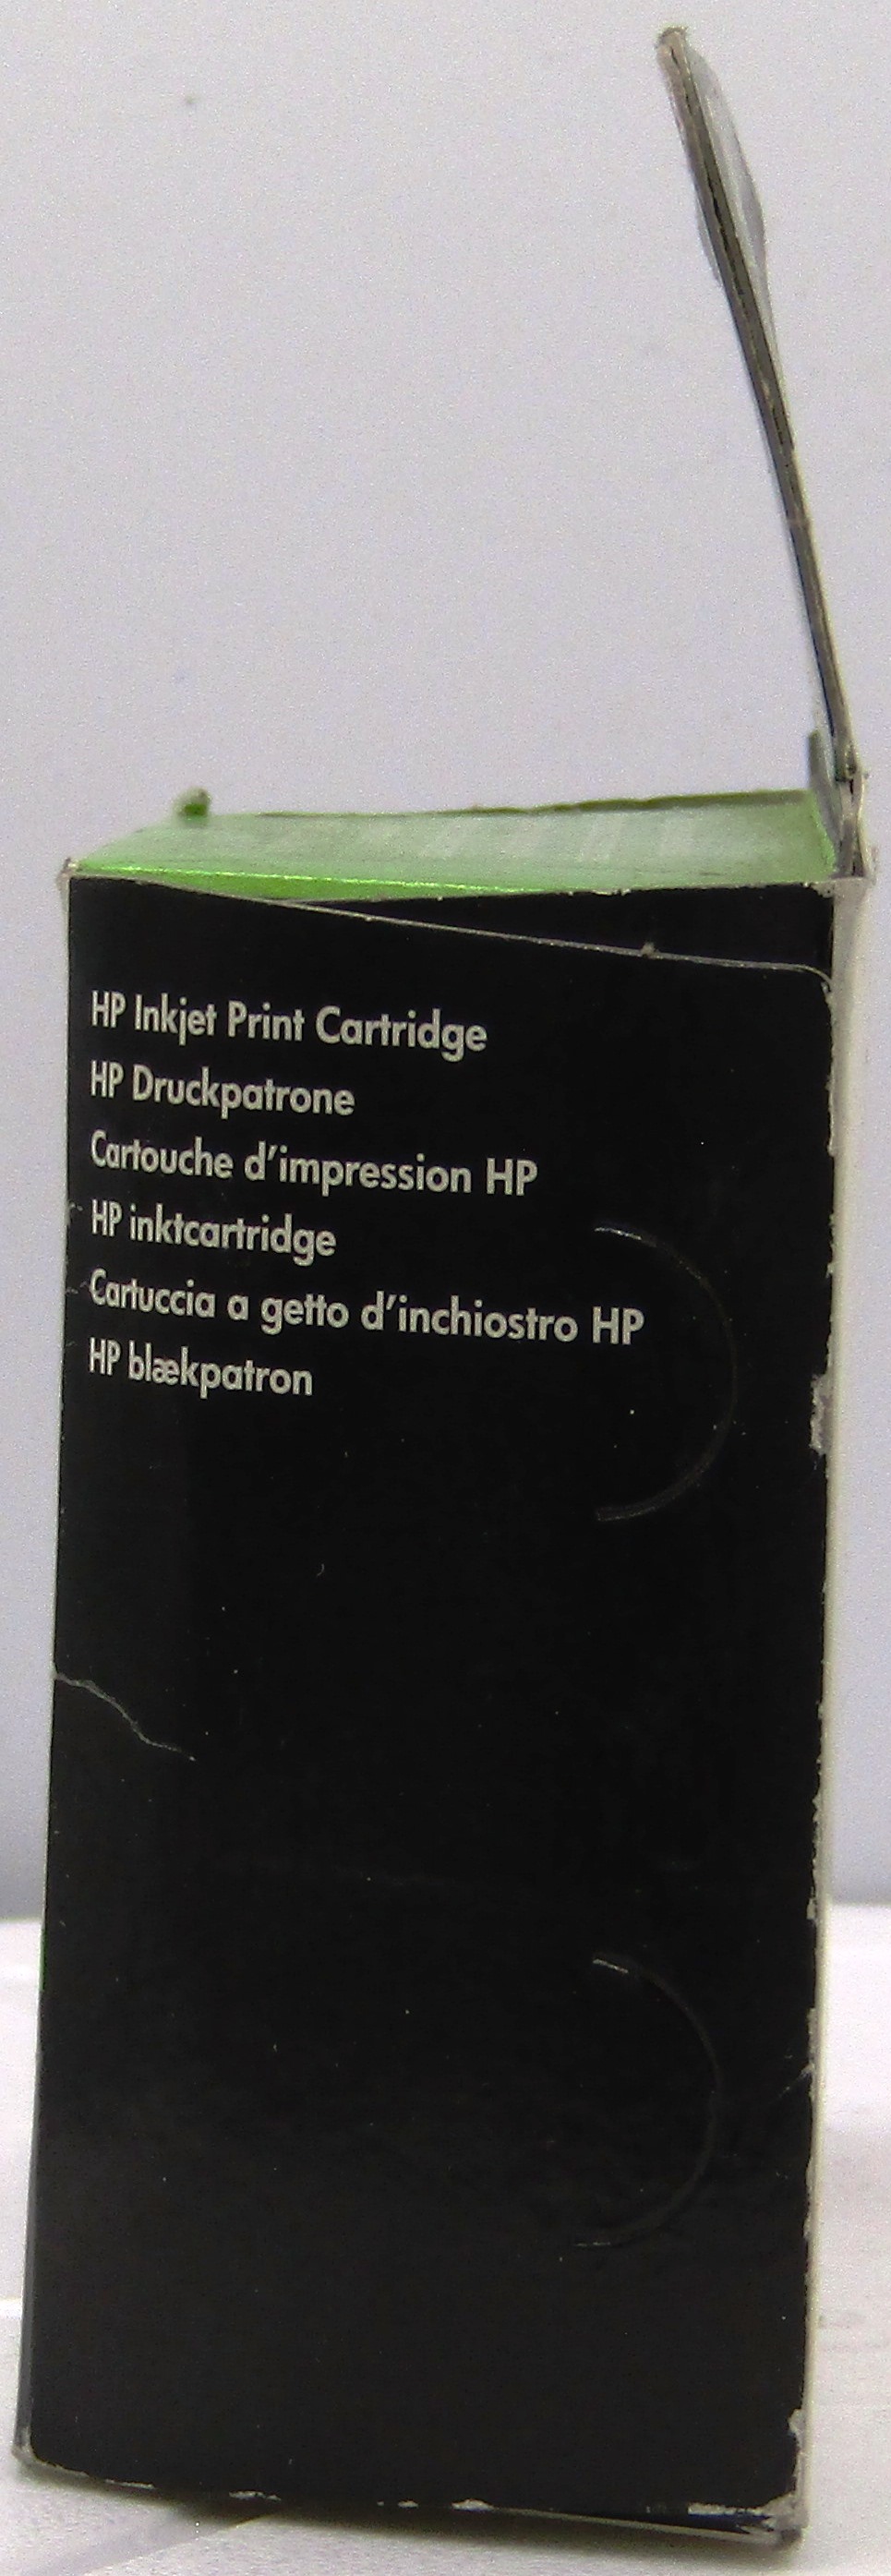 HP Inkjet Print Cartridge
HP Druckpatrone
Cartouche d'impression HP
HP inktcartridge
Cartuccia a getto d'inchiostro HP
HP blækpatron